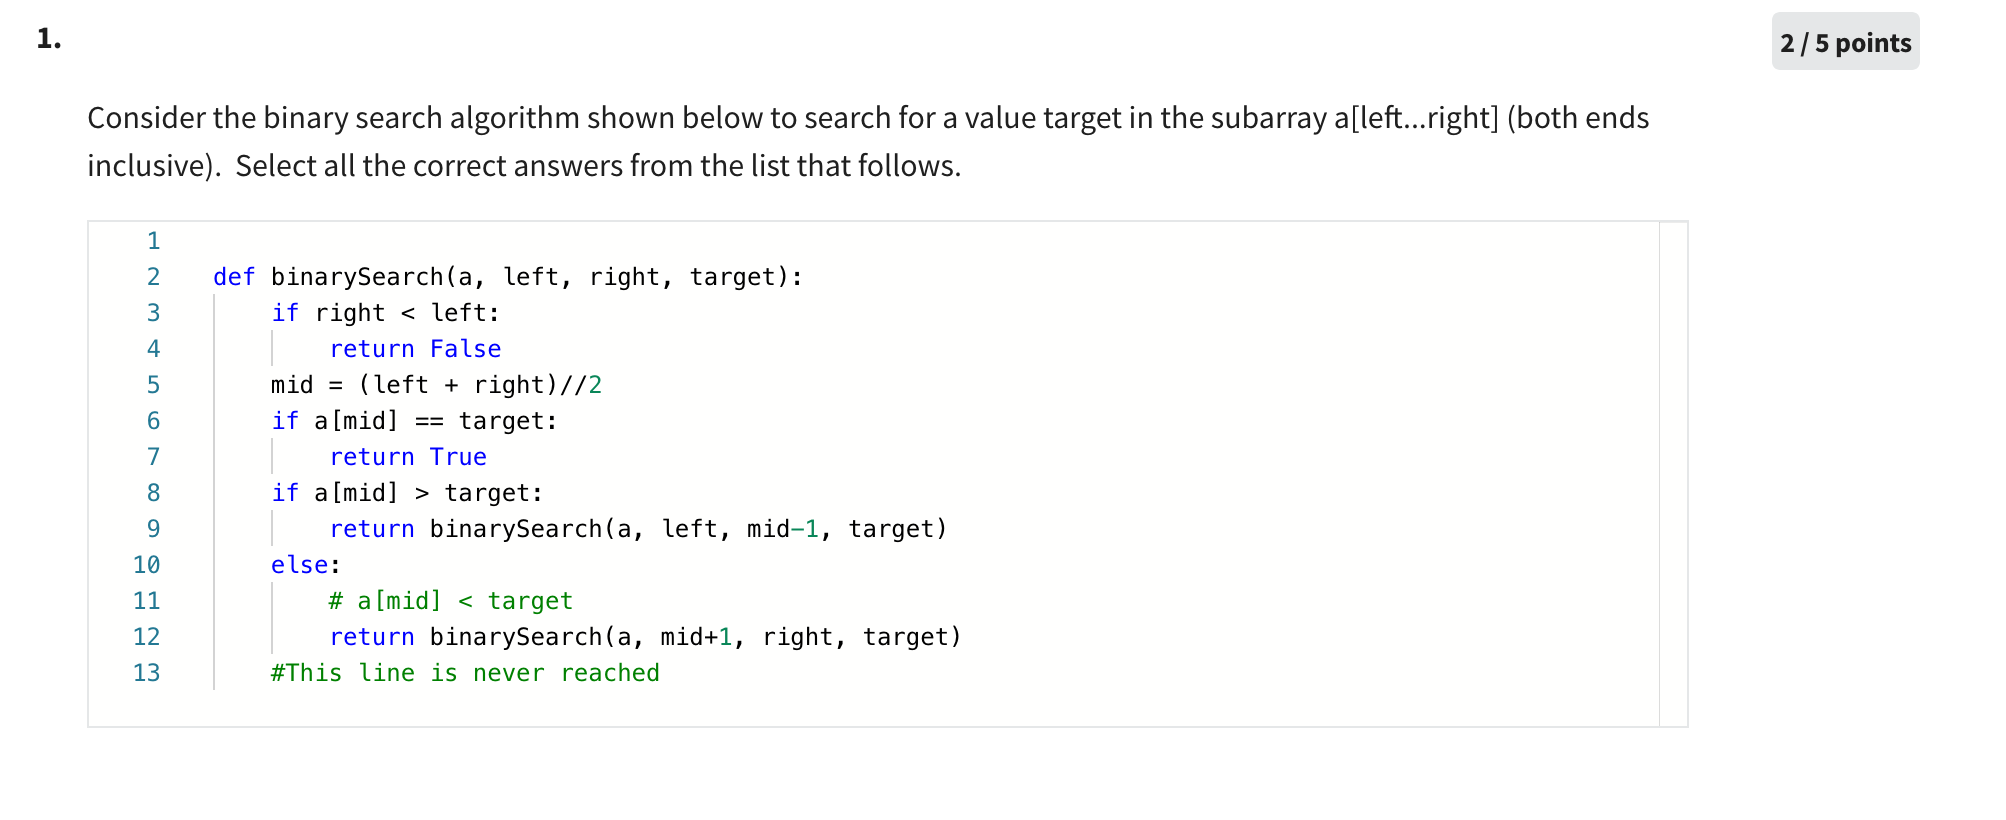 1.
2 / 5 points
Consider the binary search algorithm shown below to search for a value target in the subarray a[left...right] (both ends
inclusive).  Select all the correct answers from the list that follows.
1
2 def binarySearch(a, left, right, target):
3     if right < left:
4         return False
5     mid = (left + right)//2
6     if a[mid] == target:
7         return True
8     if a[mid] > target:
9         return binarySearch(a, left, mid-1, target)
10     else:
11         # a[mid] < target
12         return binarySearch(a, mid+1, right, target)
13     #This line is never reached